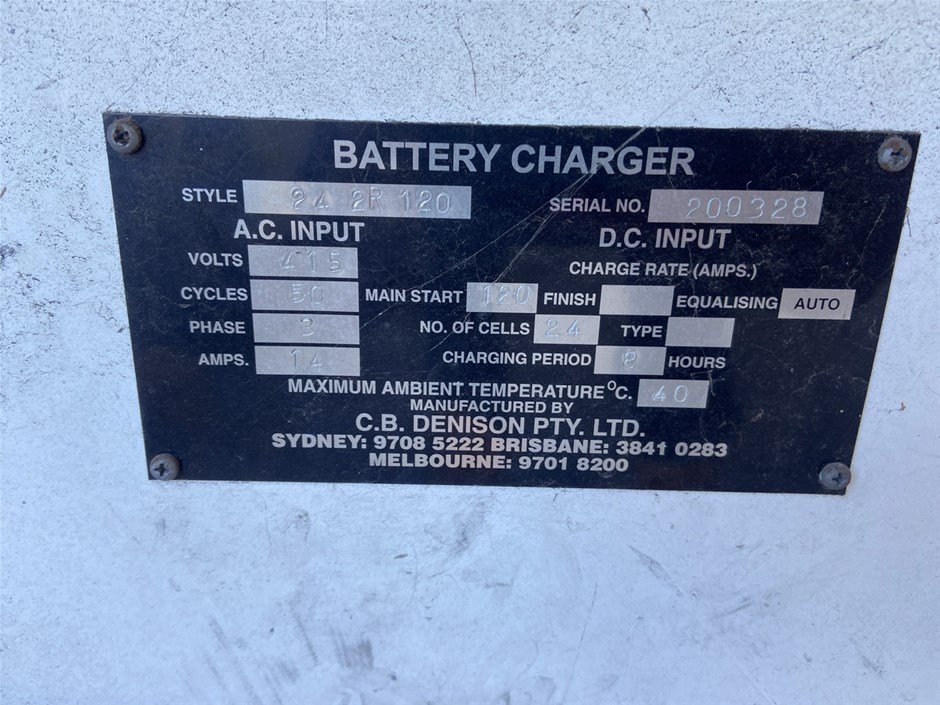 BATTERY CHARGER
STYLE 24 2R 120 SERIAL NO. 200328
A.C. INPUT D.C. INPUT
VOLTS 415 CHARGE RATE (AMPS.)
CYCLES 50 MAIN START 120 FINISH EQUALISING AUTO
PHASE 3 NO. OF CELLS 24 TYPE
AMPS. 14 CHARGING PERIOD 8 HOURS
MAXIMUM AMBIENT TEMPERATURE °C. 40
MANUFACTURED BY
C.B. DENISON PTY. LTD.
SYDNEY: 9708 5222 BRISBANE: 3841 0283
MELBOURNE: 9701 8200